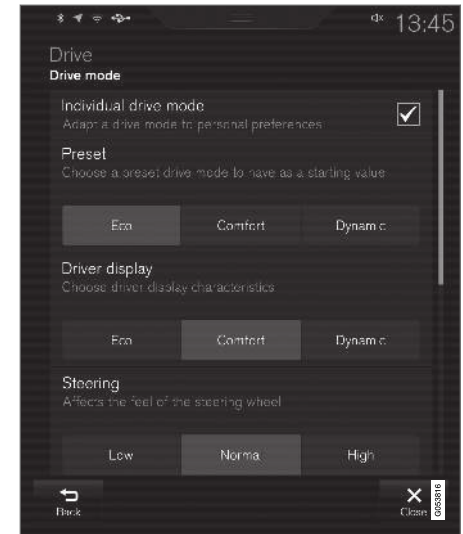 13:45
Drive
Drive mode
Individual drive mode
Adapt a drive mode to personal preferences
Preset
Choose a preset drive mode to have as a starting value
Eco Comfort Dynamic
Driver display
Choose driver display characteristics
Eco Comfort Dynamic
Steering
Affects the feel of the steering wheel
Low Normal High
Back Close
G053816